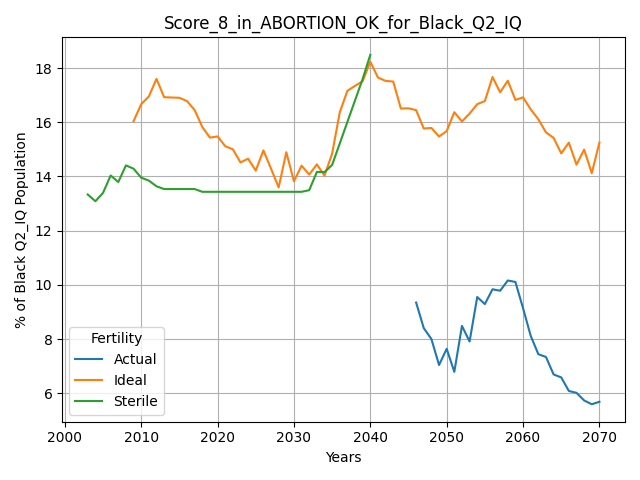 Score_8_in_ABORTION_OK_for_Black_Q2_IQ
% of Black Q2_IQ Population
18
16
14
12
10
8
6
Fertility
Actual
Ideal
Sterile
2000 2010 2020 2030 2040 2050 2060 2070
Years